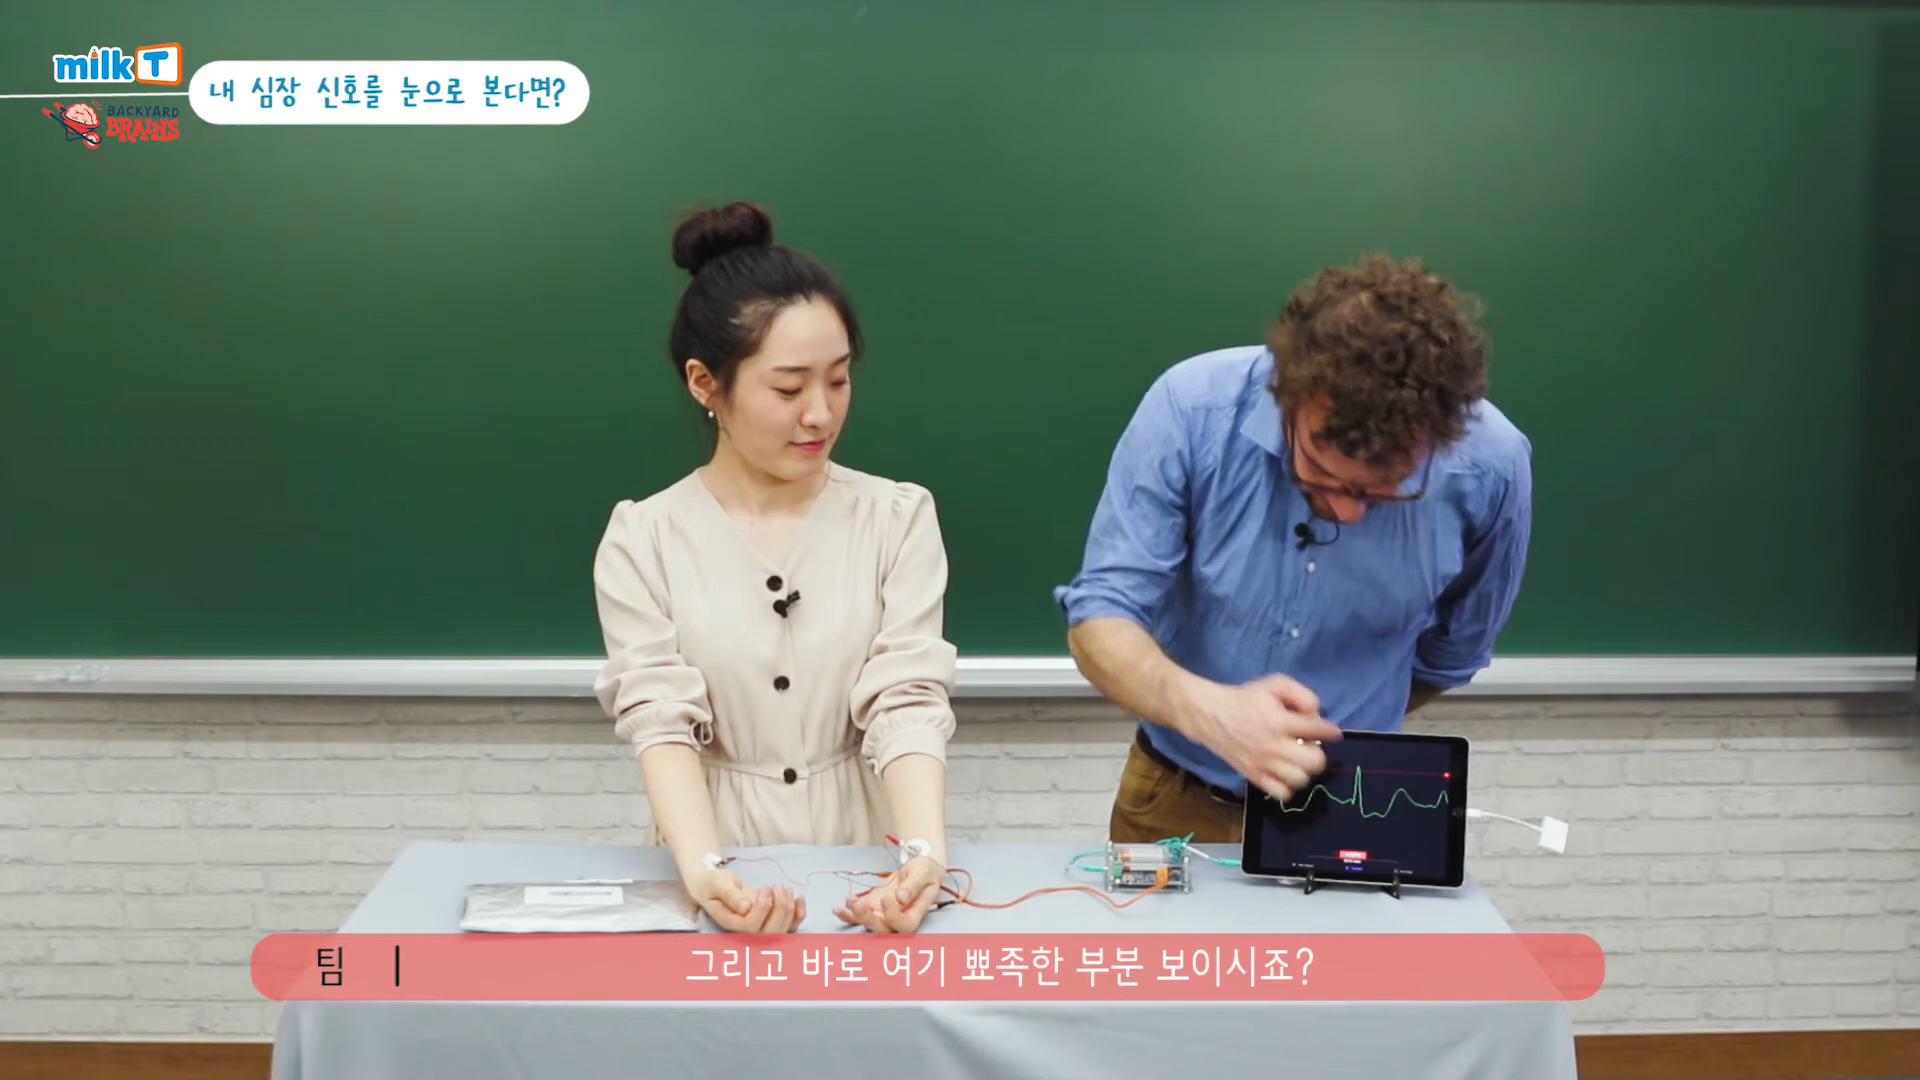 milk T
내 심장 신호를 눈으로 본다면?
BACKYARD
BRAINS
팀 | 그리고 바로 여기 뾰족한 부분 보이시죠?